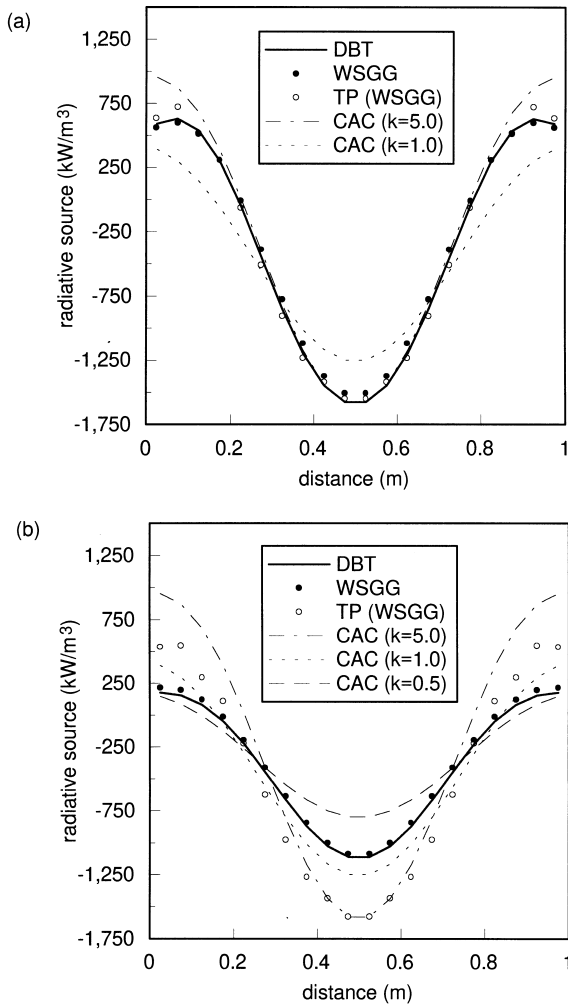 (a)
1,250
750
250
-250
-750
-1,250
-1,750
radiative source (kW/m³)
DBT
WSGG
TP (WSGG)
CAC (k=5.0)
CAC (k=1.0)
0 0.2 0.4 0.6 0.8 1
distance (m)
(b)
1,250
750
250
-250
-750
-1,250
-1,750
radiative source (kW/m³)
DBT
WSGG
TP (WSGG)
CAC (k=5.0)
CAC (k=1.0)
CAC (k=0.5)
0 0.2 0.4 0.6 0.8 1
distance (m)